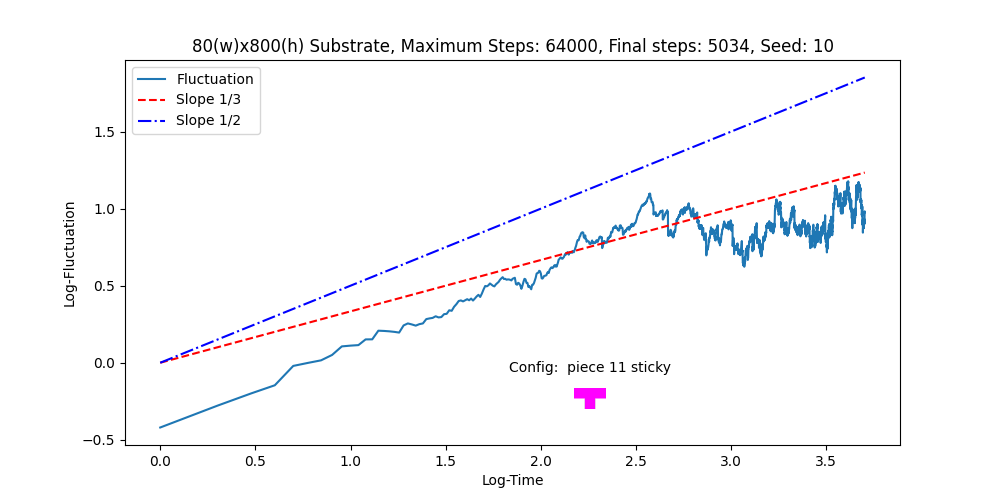 80(w)x800(h) Substrate, Maximum Steps: 64000, Final steps: 5034, Seed: 10
Fluctuation
Slope 1/3
Slope 1/2
1.5
1.0
0.5
0.0
−0.5
Log-Fluctuation
Config:  piece 11 sticky
0.0 0.5 1.0 1.5 2.0 2.5 3.0 3.5
Log-Time